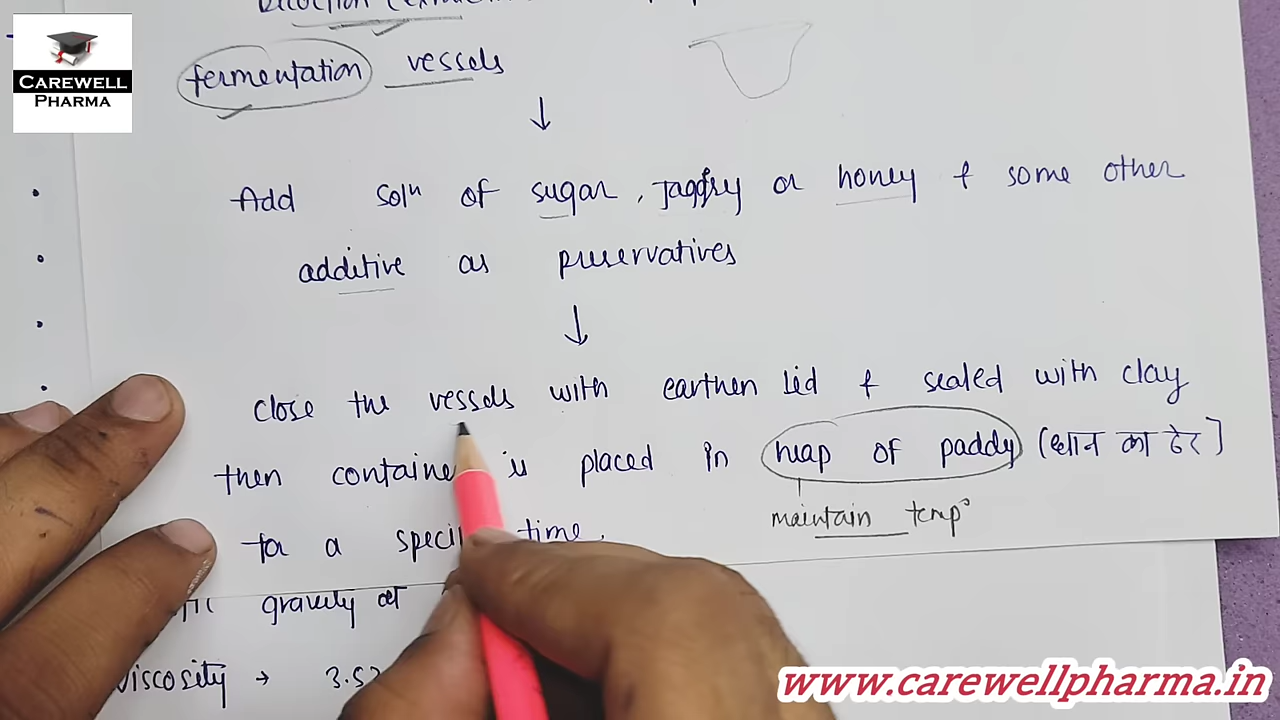 CAREWELL
PHARMA
fermentation vessels
↓
Add solⁿ of sugar, Jaggry or honey & some other
additive as preservatives
↓
close the vessels with earthen lid & sealed with clay
then container is placed in heap of paddy (धान का ढेर)
maintain temp°
for a time.
gravity at
viscosity → 3.5
www.carewellpharma.in